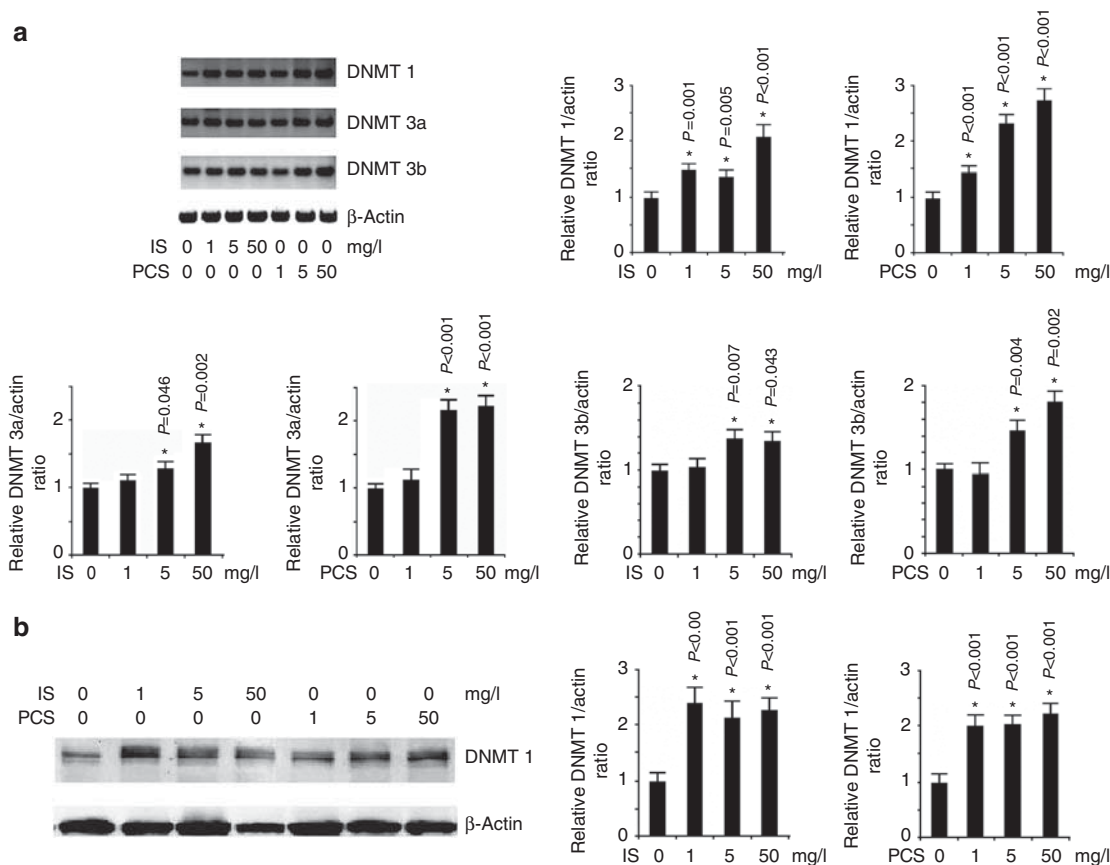 a
DNMT 1
DNMT 3a
DNMT 3b
β-Actin
IS 0 1 5 50 0 0 0 mg/l
PCS 0 0 0 0 1 5 50
Relative DNMT 1/actin
ratio
3
2
1
0
* P=0.001
* P=0.005
* P<0.001
IS 0 1 5 50 mg/l
Relative DNMT 1/actin
ratio
3
2
1
0
* P<0.001
* P<0.001
* P<0.001
PCS 0 1 5 50 mg/l
Relative DNMT 3a/actin
ratio
2
1
0
* P=0.046
* P=0.002
IS 0 1 5 50 mg/l
Relative DNMT 3a/actin
ratio
2
1
0
* P<0.001
* P<0.001
PCS 0 1 5 50 mg/l
Relative DNMT 3b/actin
ratio
2
1
0
* P=0.007
* P=0.043
IS 0 1 5 50 mg/l
Relative DNMT 3b/actin
ratio
2
1
0
* P=0.004
* P=0.002
PCS 0 1 5 50 mg/l
b
IS 0 1 5 50 0 0 0 mg/l
PCS 0 0 0 0 1 5 50
DNMT 1
β-Actin
Relative DNMT 1/actin
ratio
3
2
1
0
* P<0.00
* P<0.001
* P<0.001
IS 0 1 5 50 mg/l
Relative DNMT 1/actin
ratio
3
2
1
0
* P<0.001
* P<0.001
* P<0.001
PCS 0 1 5 50 mg/l